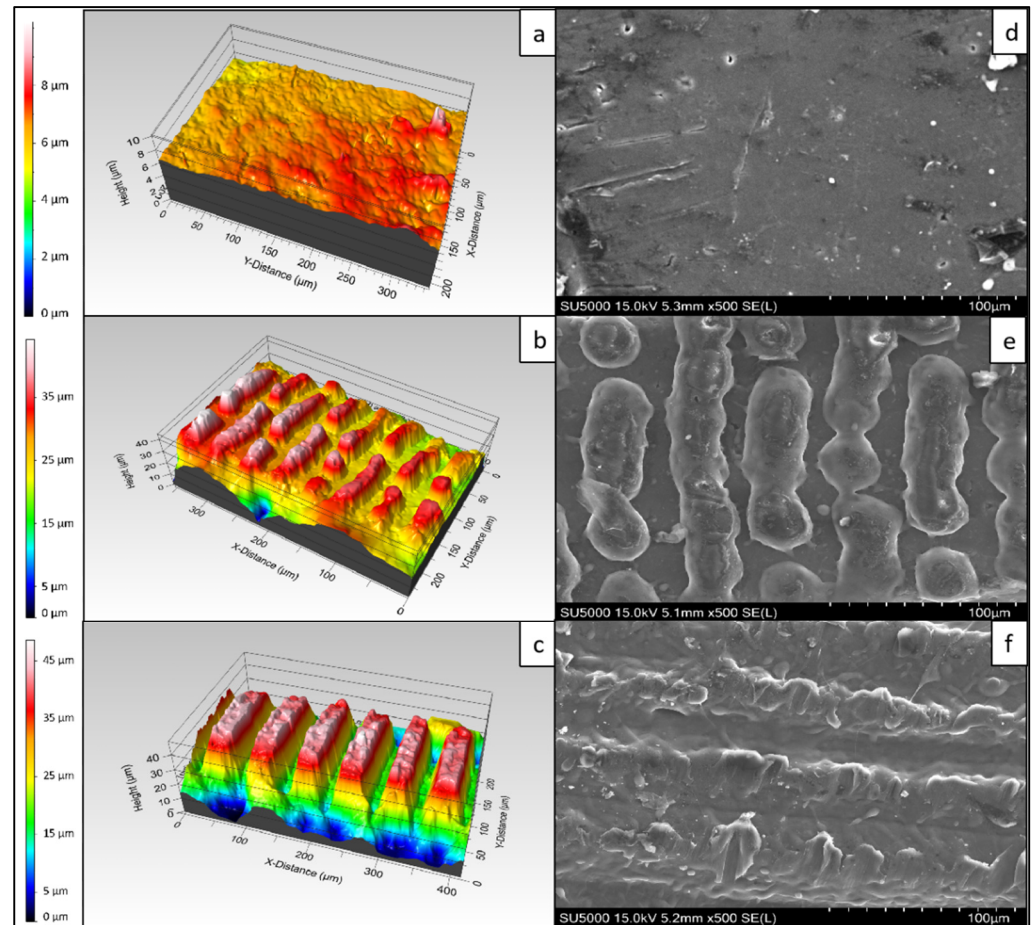 a
8 µm
6 µm
4 µm
2 µm
0 µm
10
8
6
4
2
0
Height (µm)
0
50
100
150
200
250
300
Y-Distance (µm)
0
50
100
150
200
X-Distance (µm)
d
SU5000 15.0kV 5.3mm x500 SE(L)
100µm
b
35 µm
25 µm
15 µm
5 µm
0 µm
40
30
20
10
0
Height (µm)
300
200
100
0
X-Distance (µm)
0
50
100
150
200
Y-Distance (µm)
e
SU5000 15.0kV 5.1mm x500 SE(L)
100µm
c
45 µm
35 µm
25 µm
15 µm
5 µm
0 µm
40
30
20
10
Height (µm)
0
100
200
300
400
X-Distance (µm)
200
150
100
50
0
Y-Distance (µm)
f
SU5000 15.0kV 5.2mm x500 SE(L)
100µm